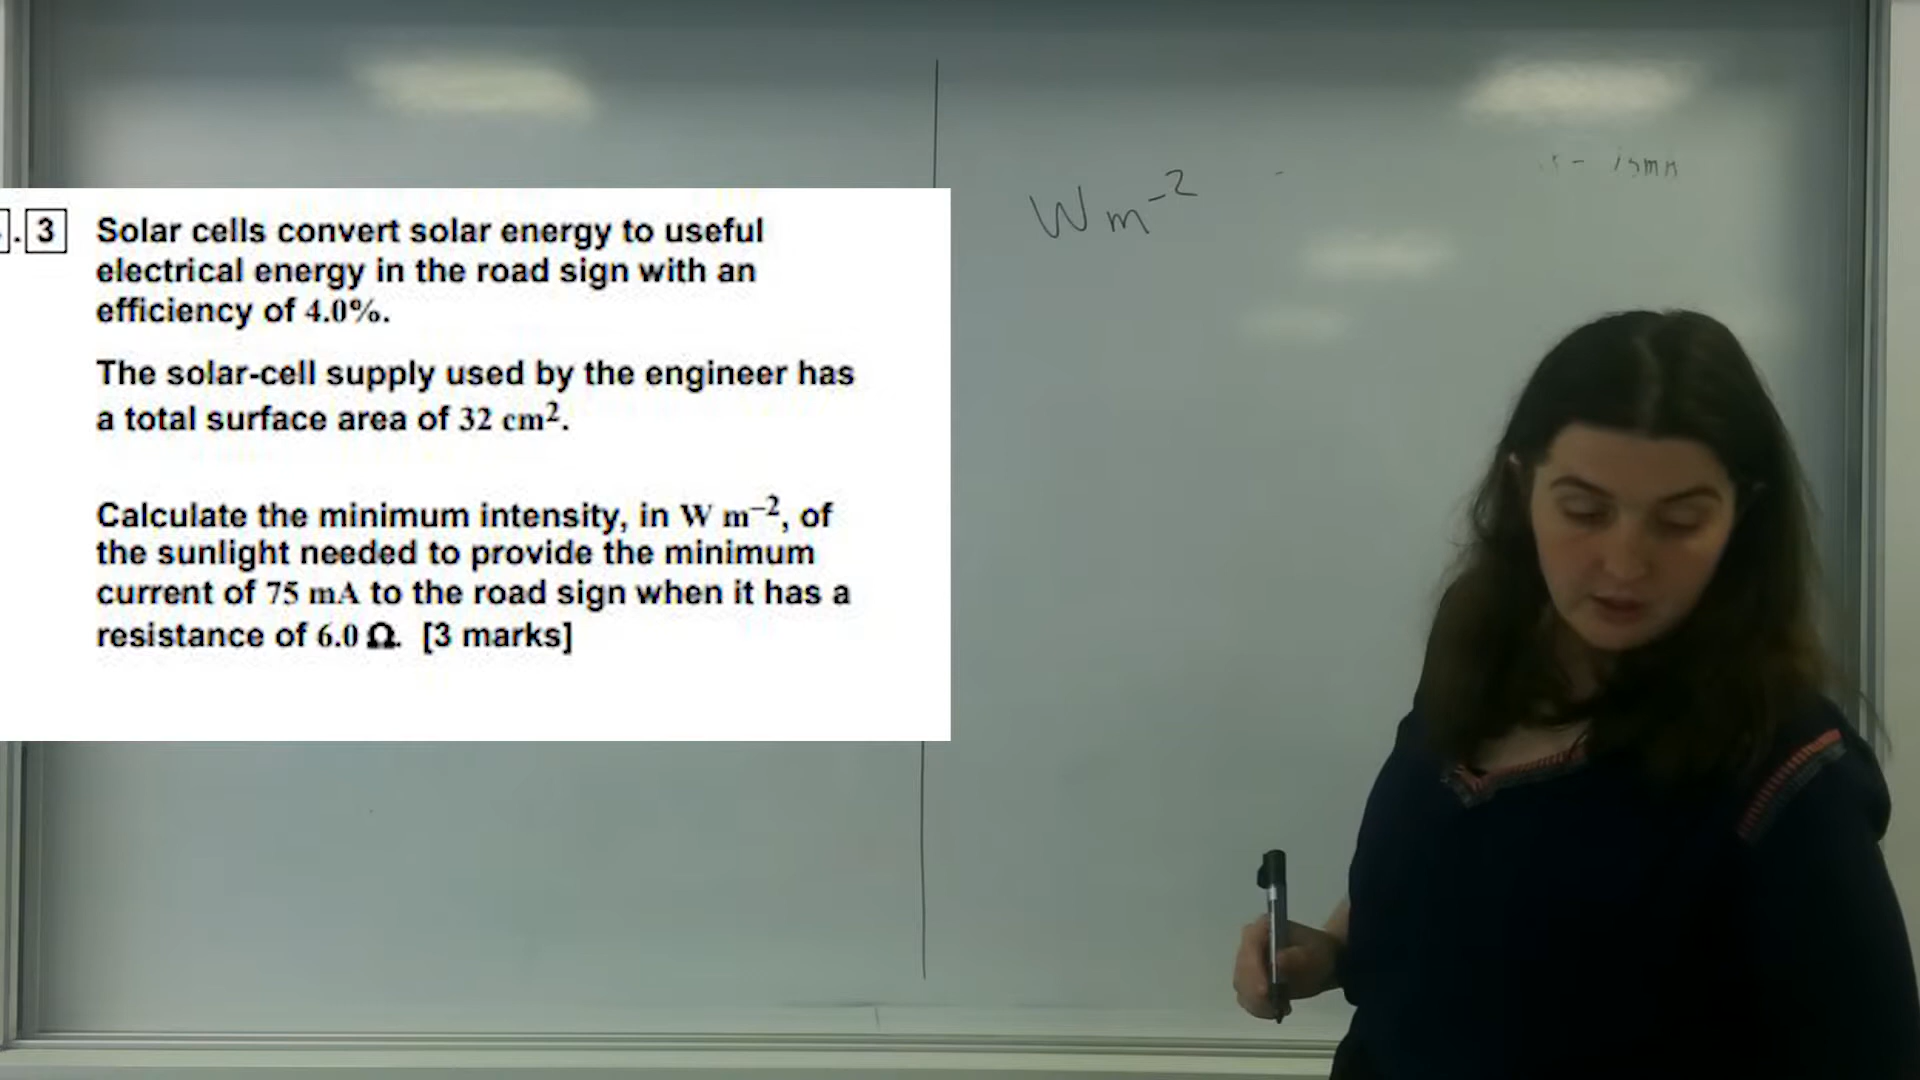 .3 Solar cells convert solar energy to useful
electrical energy in the road sign with an
efficiency of 4.0%.
The solar-cell supply used by the engineer has
a total surface area of 32 cm².
Calculate the minimum intensity, in W m⁻², of
the sunlight needed to provide the minimum
current of 75 mA to the road sign when it has a
resistance of 6.0 Ω. [3 marks]
W m⁻²